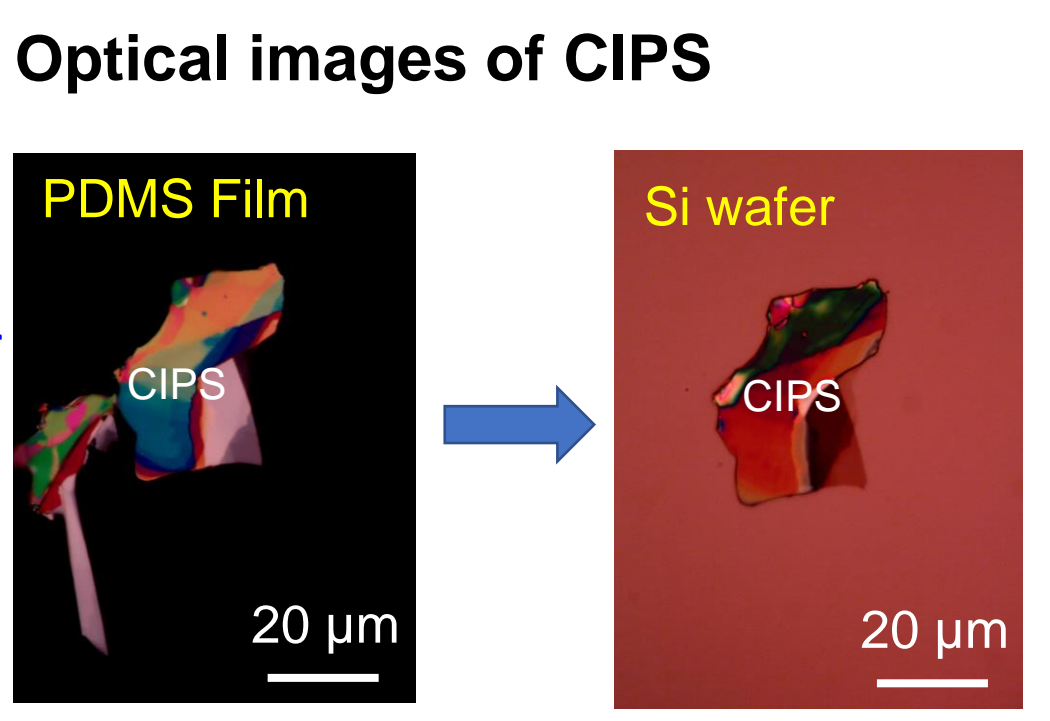 Optical images of CIPS
PDMS Film
CIPS
20 μm
Si wafer
CIPS
20 μm